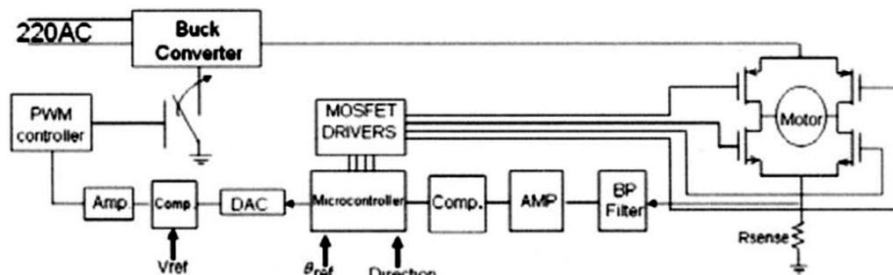 220AC
Buck
Converter
PWM
controller
MOSFET
DRIVERS
Motor
Amp.
Comp.
DAC
Microcontroller
Comp.
AMP
BP
Filter
Rsense
Vref
θref
Direction